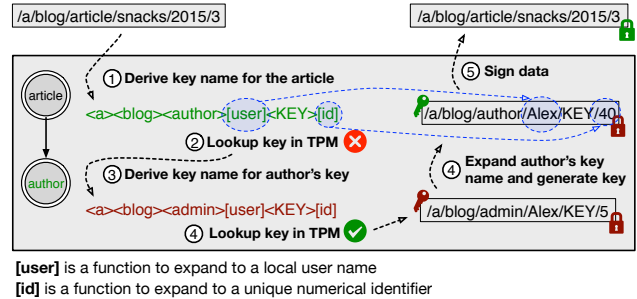 /a/blog/article/snacks/2015/3
/a/blog/article/snacks/2015/3
1 Derive key name for the article
5 Sign data
article
<a><blog><author>[user]<KEY>[id]
/a/blog/author/Alex/KEY/40
2 Lookup key in TPM
3 Derive key name for author's key
4 Expand author's key
name and generate key
author
<a><blog><admin>[user]<KEY>[id]
/a/blog/admin/Alex/KEY/5
4 Lookup key in TPM
[user] is a function to expand to a local user name
[id] is a function to expand to a unique numerical identifier